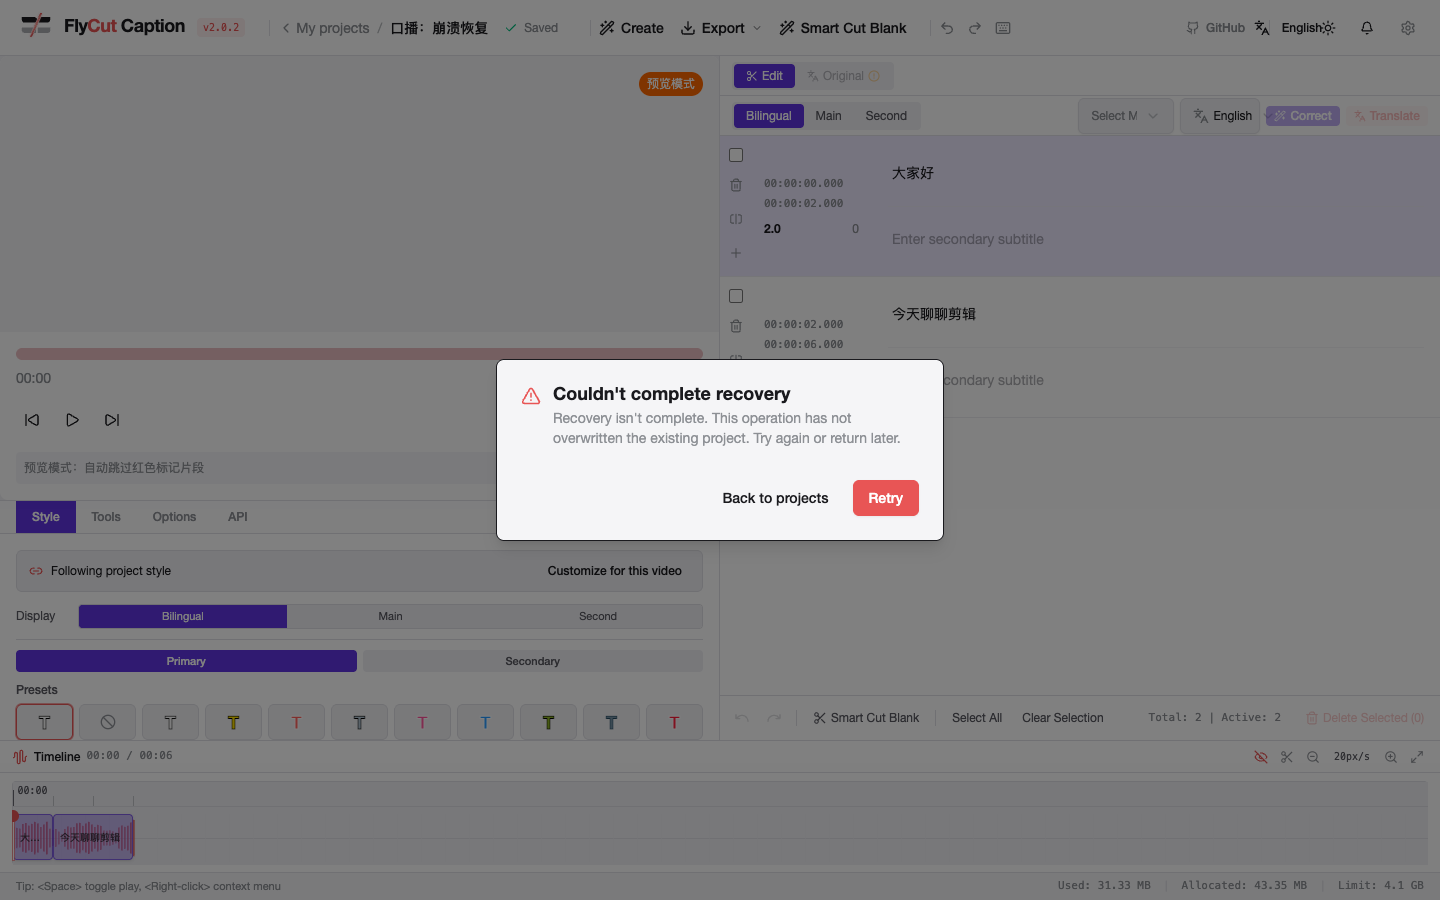 FlyCut Caption v2.0.2 My projects / 口播：崩溃恢复 Saved Create Export Smart Cut Blank GitHub English
预览模式
Edit Original
Bilingual Main Second Select M English Correct Translate
大家好
00:00:00.000
00:00:02.000
2.0 0
Enter secondary subtitle
今天聊聊剪辑
00:00:02.000
00:00:06.000
condary subtitle
00:00
预览模式：自动跳过红色标记片段
Couldn't complete recovery
Recovery isn't complete. This operation has not
overwritten the existing project. Try again or return later.
Back to projects Retry
Style Tools Options API
Following project style Customize for this video
Display Bilingual Main Second
Primary Secondary
Presets
T T T T T T T T T T
Smart Cut Blank Select All Clear Selection Total: 2 | Active: 2 Delete Selected (0)
Timeline 00:00 / 00:06 20px/s
00:00
大... 今天聊聊剪辑
Tip: <Space> toggle play, <Right-click> context menu Used: 31.33 MB Allocated: 43.35 MB Limit: 4.1 GB